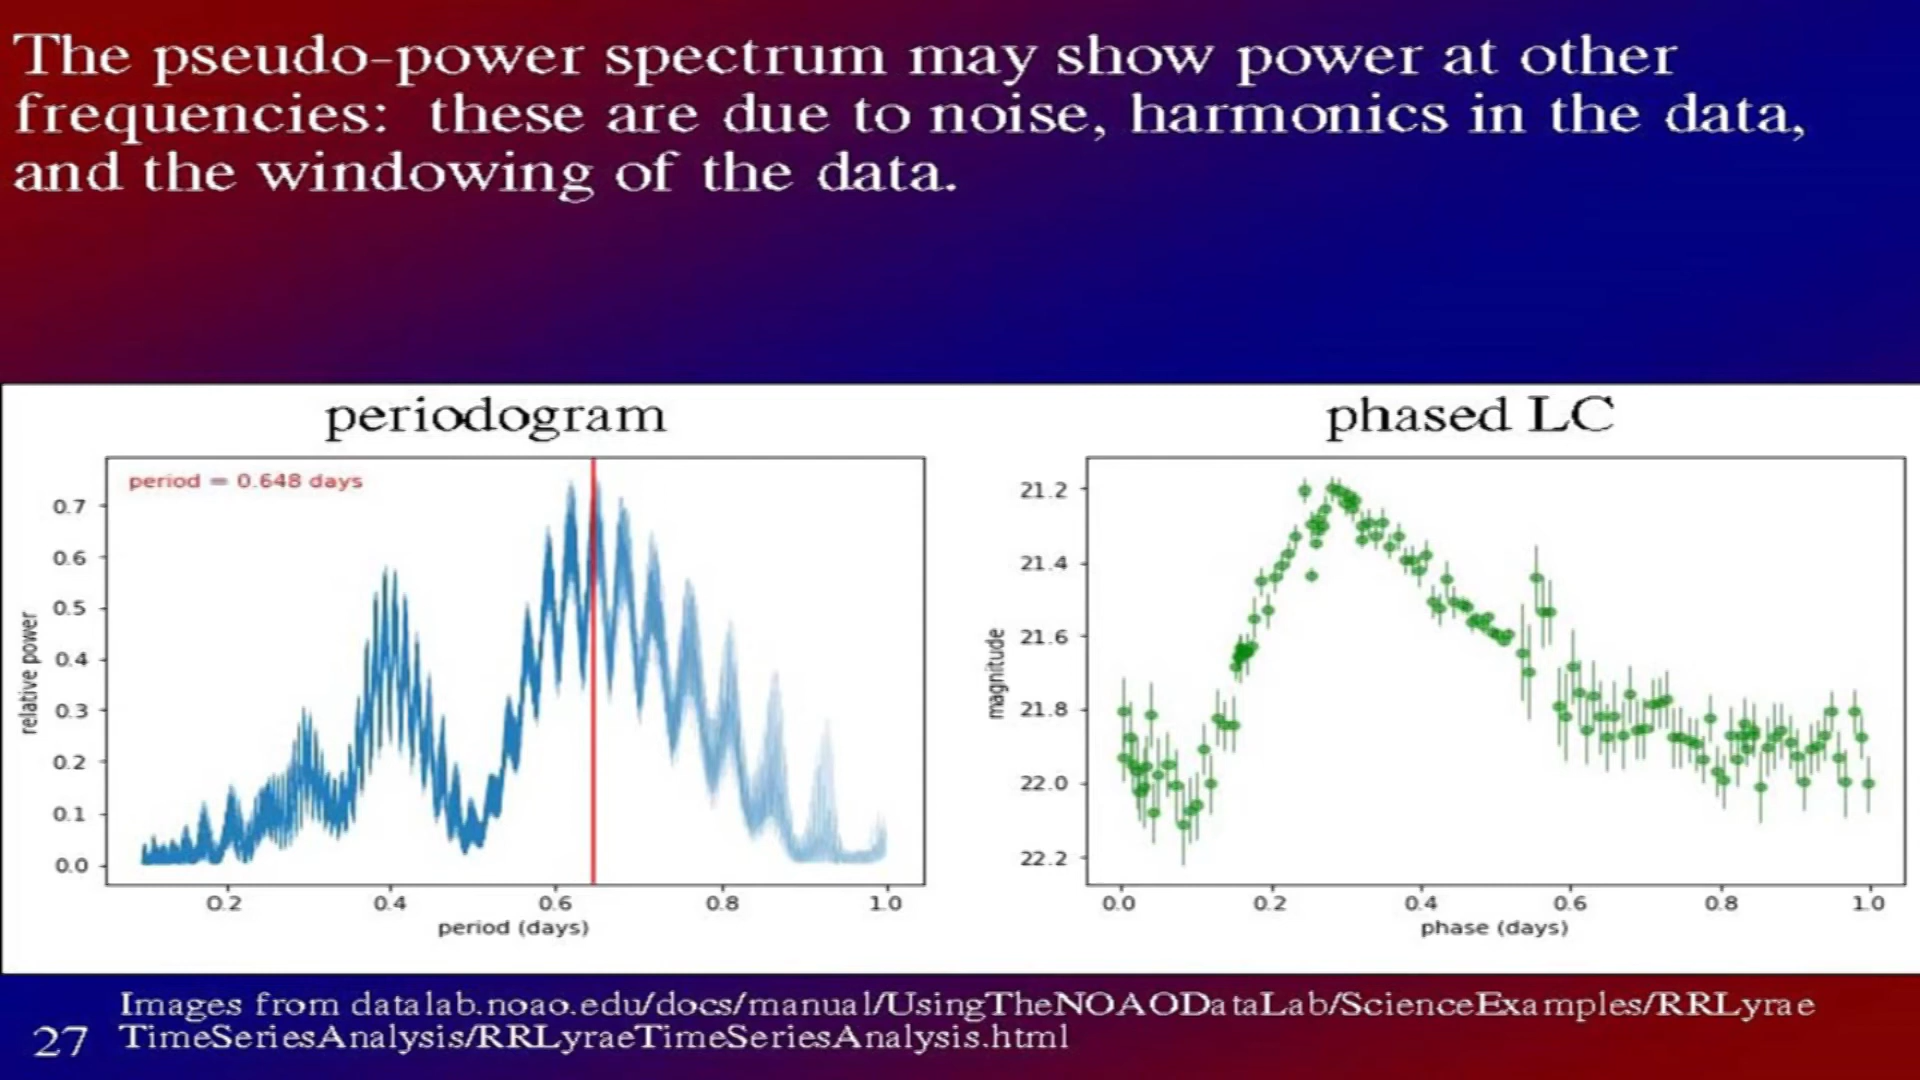 The pseudo-power spectrum may show power at other
frequencies: these are due to noise, harmonics in the data,
and the windowing of the data.
periodogram
period = 0.648 days
relative power
0.7
0.6
0.5
0.4
0.3
0.2
0.1
0.0
0.2 0.4 0.6 0.8 1.0
period (days)
phased LC
magnitude
21.2
21.4
21.6
21.8
22.0
22.2
0.0 0.2 0.4 0.6 0.8 1.0
phase (days)
Images from datalab.noao.edu/docs/manual/UsingTheNOAODataLab/ScienceExamples/RRLyrae
27 TimeSeriesAnalysis/RRLyraeTimeSeriesAnalysis.html